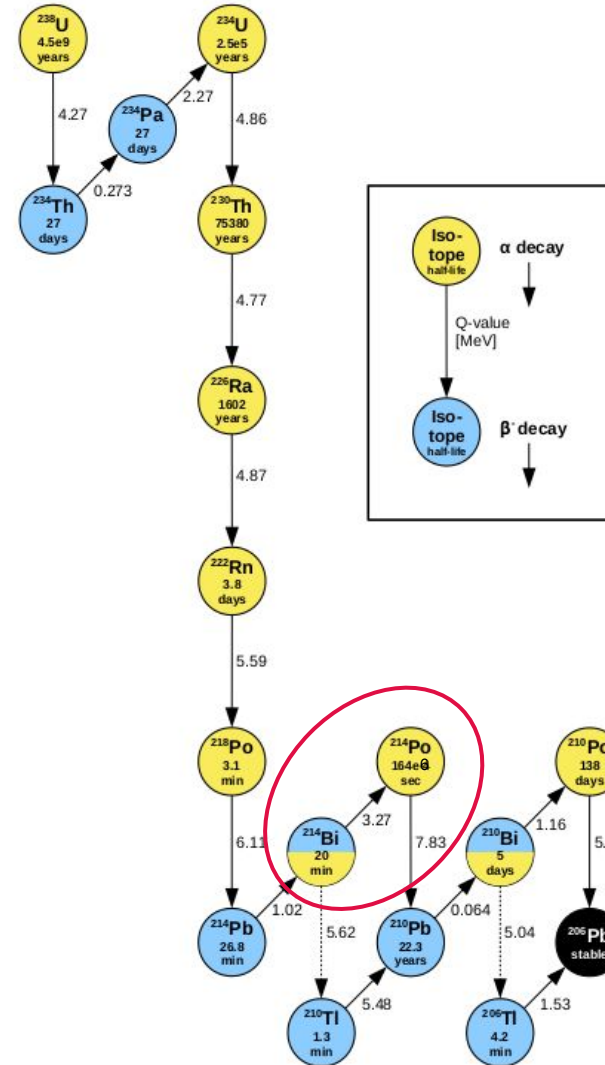 ²³⁸U
4.5e9
years
²³⁴U
2.5e5
years
4.27
²³⁴Pa
27
days
2.27
4.86
²³⁴Th
27
days
0.273
²³⁰Th
75380
years
4.77
²²⁶Ra
1602
years
4.87
²²²Rn
3.8
days
5.59
²¹⁸Po
3.1
min
6.11
²¹⁴Pb
26.8
min
1.02
²¹⁴Bi
20
min
3.27
²¹⁴Po
sec
7.83
5.62
²¹⁰Tl
1.3
min
5.48
²¹⁰Pb
22.3
years
0.064
²¹⁰Bi
5
days
1.16
²¹⁰Po
138
days
5.
5.04
²⁰⁶Tl
4.2
min
1.53
²⁰⁶Pb
stable
Iso-
tope
half-life
α decay
Q-value
[MeV]
Iso-
tope
half-life
β⁻ decay